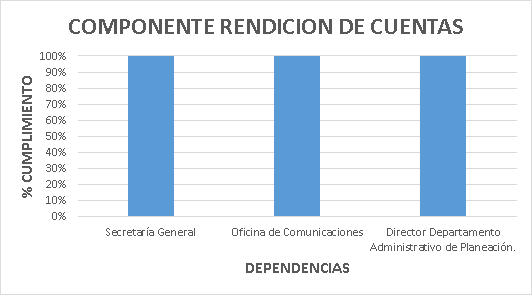 COMPONENTE RENDICION DE CUENTAS
100%
90%
80%
70%
60%
50%
40%
30%
20%
10%
0%
% CUMPLIMIENTO
Secretaría General
Oficina de Comunicaciones
Director Departamento
Administrativo de Planeación.
DEPENDENCIAS